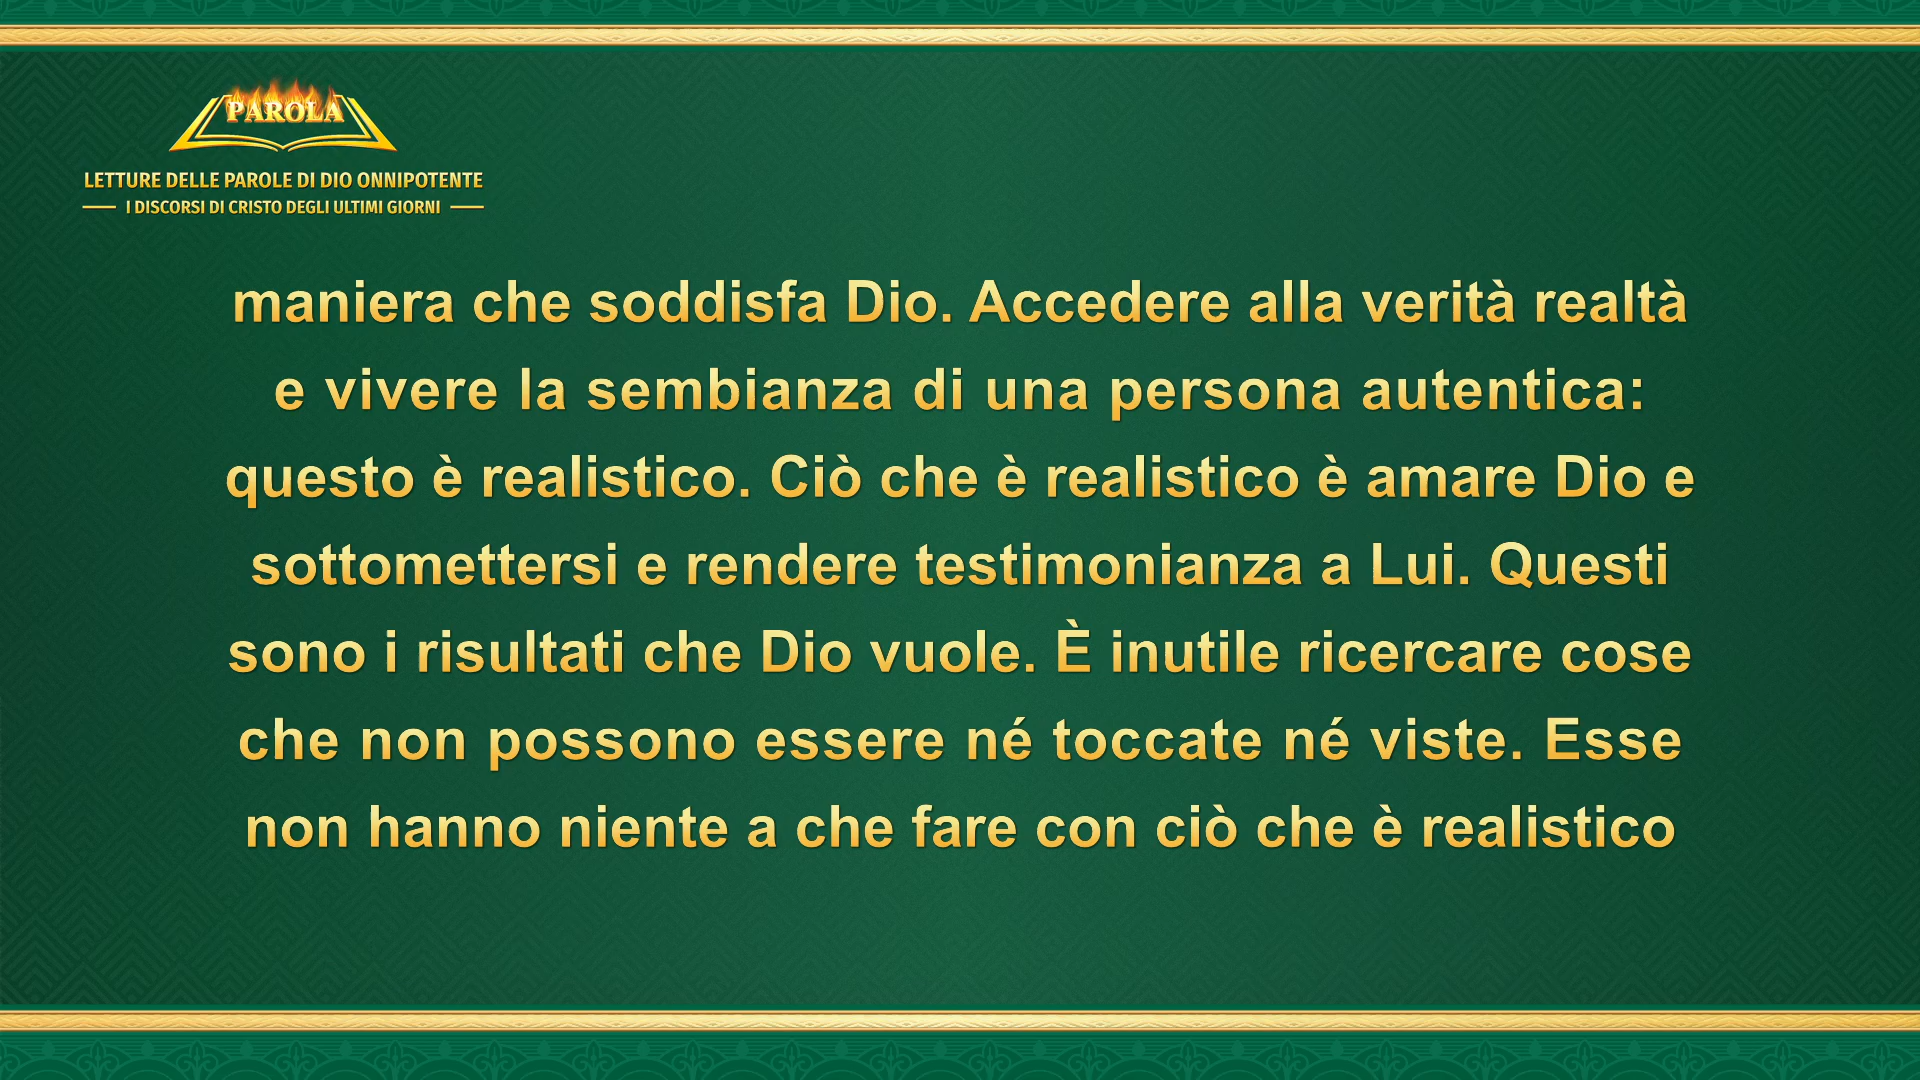 PAROLA
LETTURE DELLE PAROLE DI DIO ONNIPOTENTE
I DISCORSI DI CRISTO DEGLI ULTIMI GIORNI
maniera che soddisfa Dio. Accedere alla verità realtà
e vivere la sembianza di una persona autentica:
questo è realistico. Ciò che è realistico è amare Dio e
sottomettersi e rendere testimonianza a Lui. Questi
sono i risultati che Dio vuole. È inutile ricercare cose
che non possono essere né toccate né viste. Esse
non hanno niente a che fare con ciò che è realistico